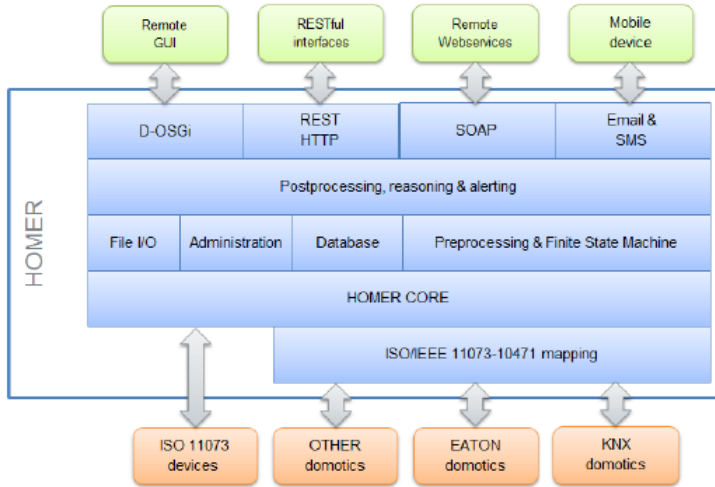 Remote
GUI
RESTful
interfaces
Remote
Webservices
Mobile
device
HOMER
D-OSGi
REST
HTTP
SOAP
Email &
SMS
Postprocessing, reasoning & alerting
File I/O
Administration
Database
Preprocessing & Finite State Machine
HOMER CORE
ISO/IEEE 11073-10471 mapping
ISO 11073
devices
OTHER
domotics
EATON
domotics
KNX
domotics